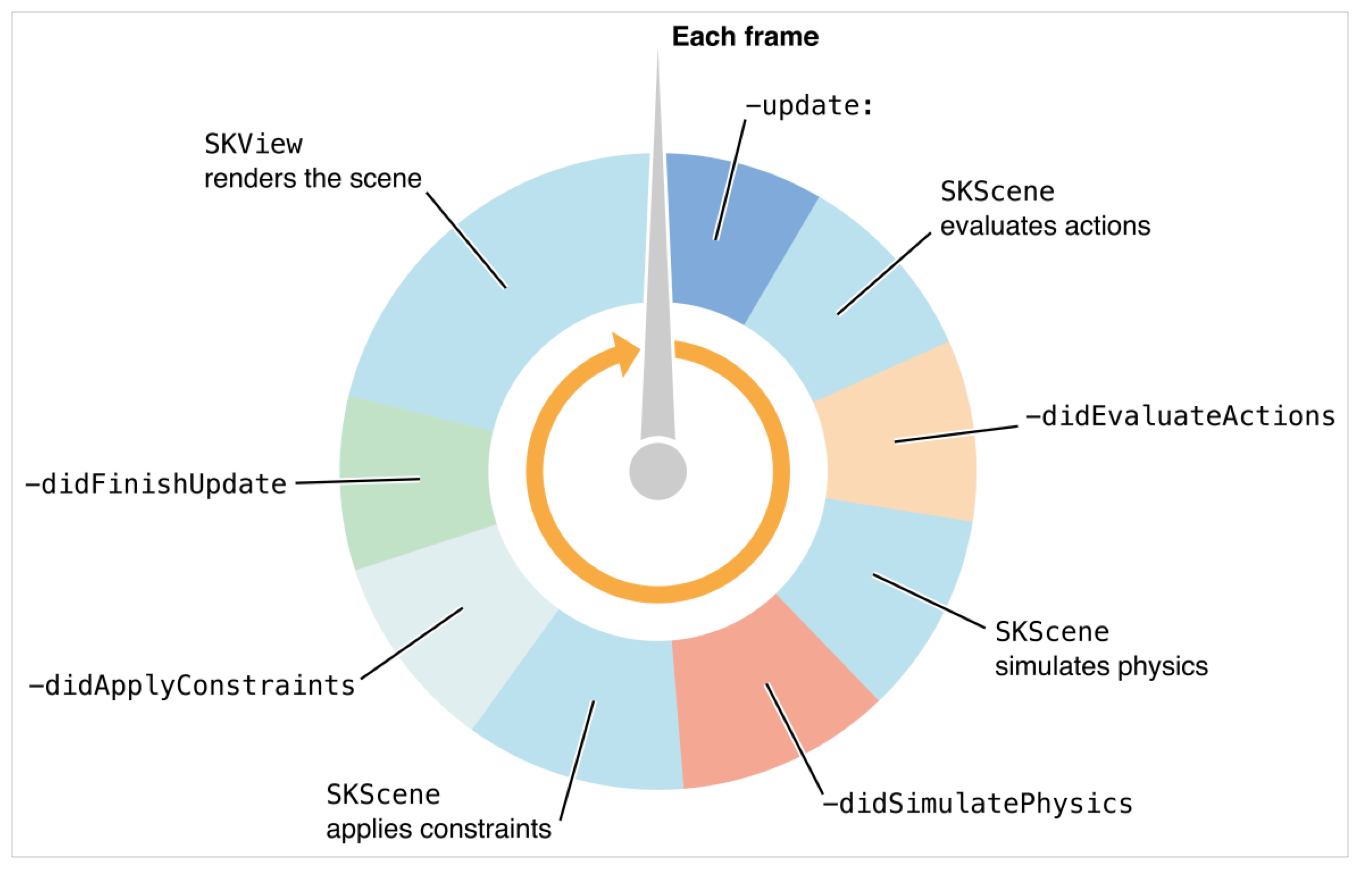 Each frame
-update:
SKScene
evaluates actions
-didEvaluateActions
SKScene
simulates physics
-didSimulatePhysics
SKScene
applies constraints
-didApplyConstraints
-didFinishUpdate
SKView
renders the scene